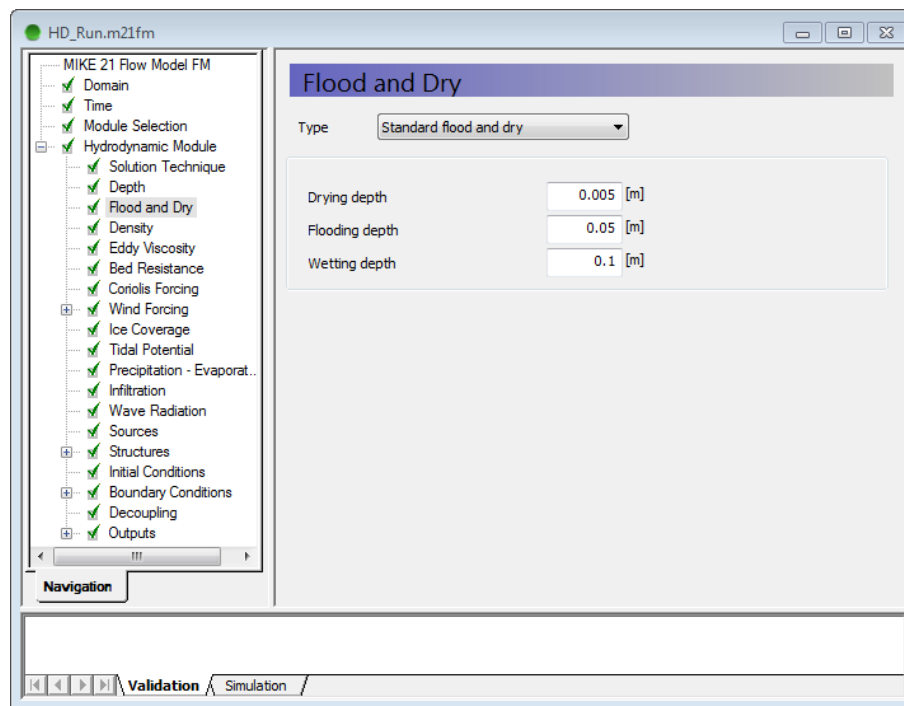 HD_Run.m21fm
MIKE 21 Flow Model FM
Domain
Time
Module Selection
Hydrodynamic Module
Solution Technique
Depth
Flood and Dry
Density
Eddy Viscosity
Bed Resistance
Coriolis Forcing
Wind Forcing
Ice Coverage
Tidal Potential
Precipitation - Evaporat..
Infiltration
Wave Radiation
Sources
Structures
Initial Conditions
Boundary Conditions
Decoupling
Outputs
Navigation
Flood and Dry
Type Standard flood and dry
Drying depth 0.005 [m]
Flooding depth 0.05 [m]
Wetting depth 0.1 [m]
Validation Simulation